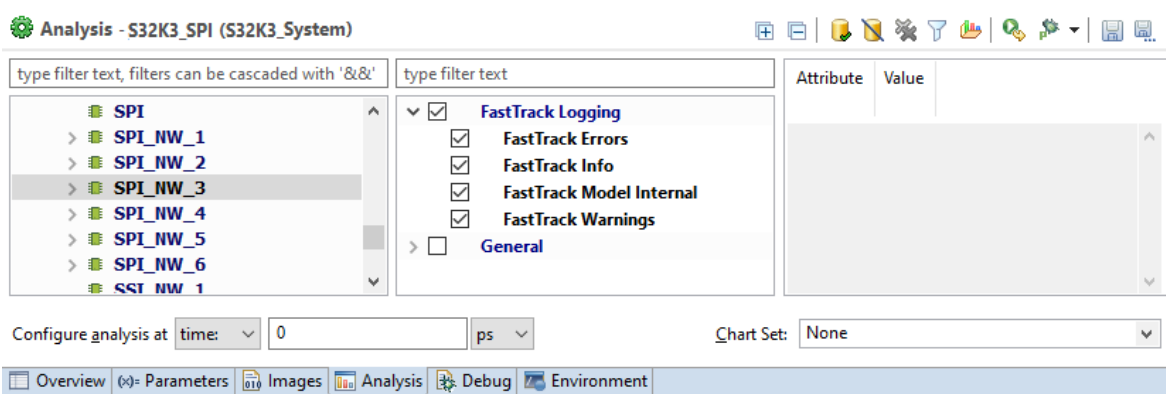 Analysis - S32K3_SPI (S32K3_System)
type filter text, filters can be cascaded with '&&'
type filter text
Attribute
Value
SPI
SPI_NW_1
SPI_NW_2
SPI_NW_3
SPI_NW_4
SPI_NW_5
SPI_NW_6
SSI_NW_1
FastTrack Logging
FastTrack Errors
FastTrack Info
FastTrack Model Internal
FastTrack Warnings
General
Configure analysis at time: 0 ps
Chart Set: None
Overview (x)= Parameters 010 Images Analysis Debug Environment